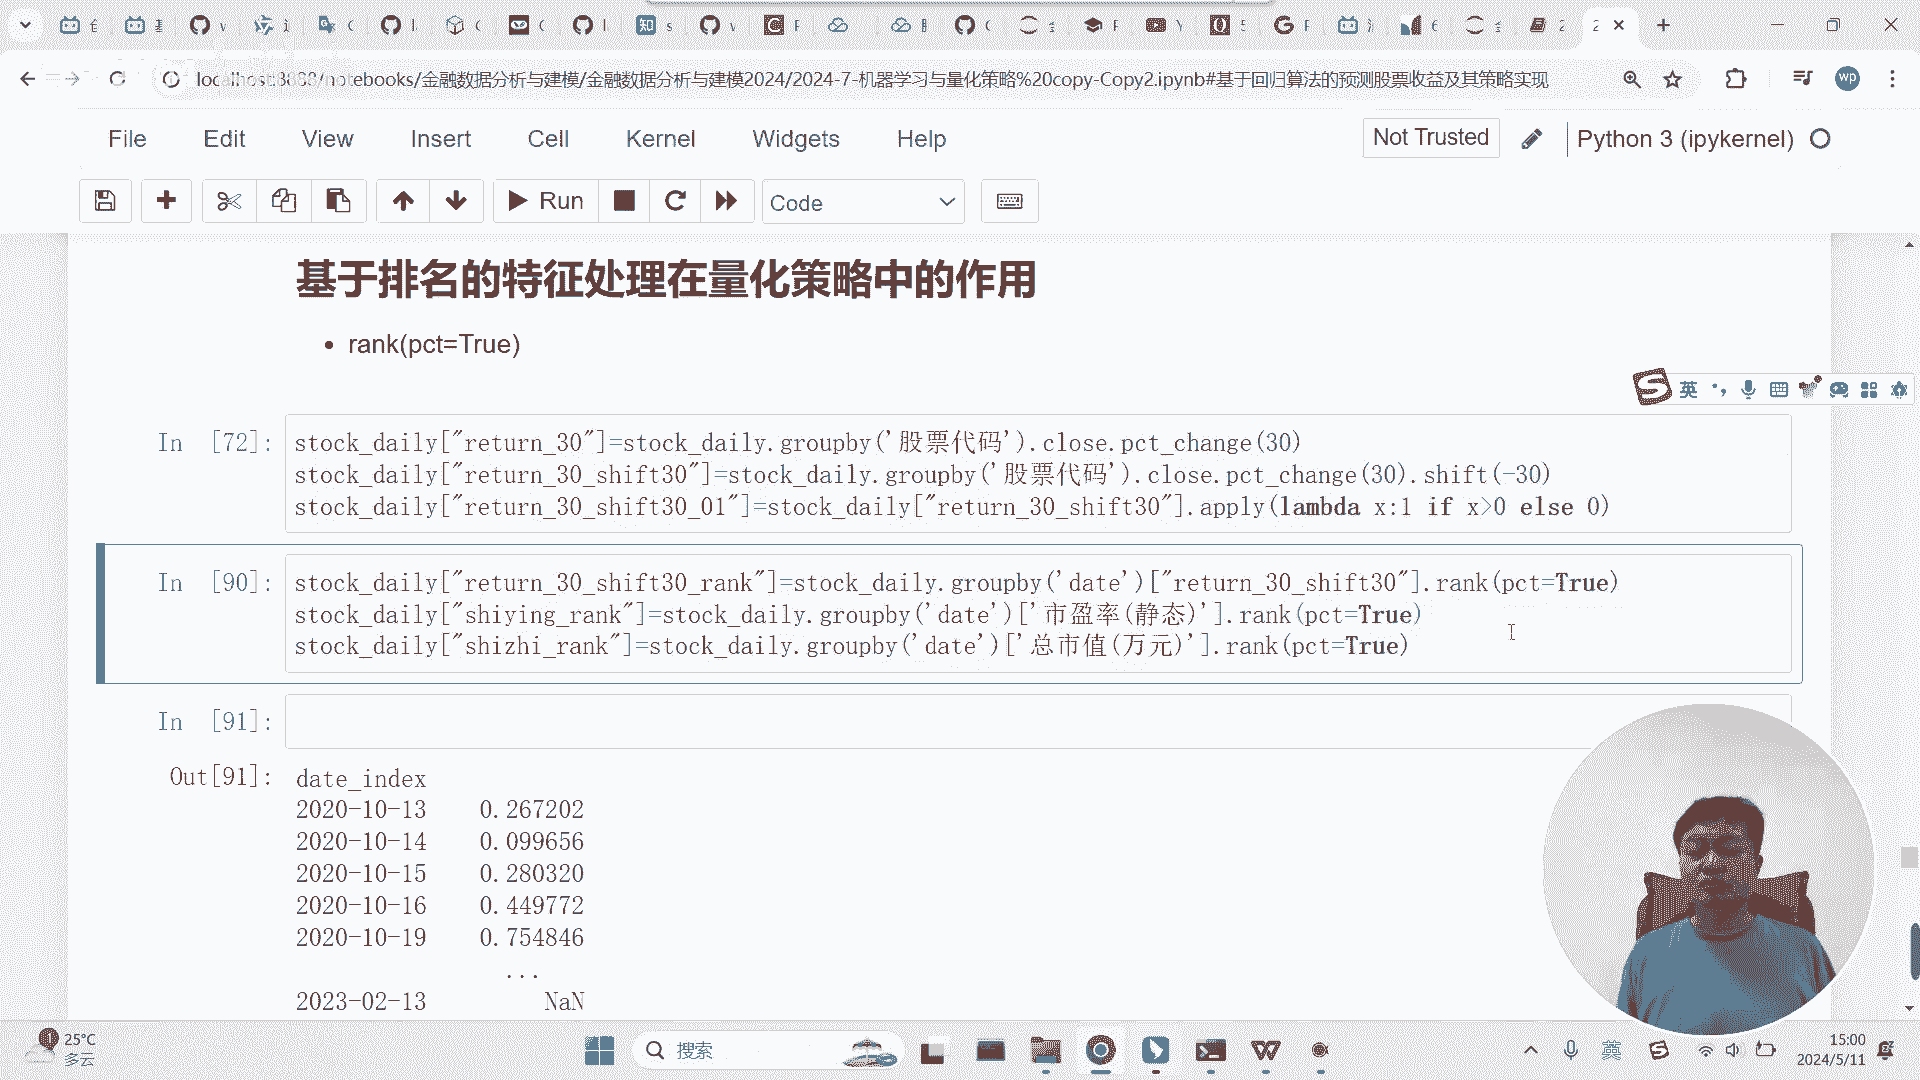 localhost:8888/notebooks/金融数据分析与建模/金融数据分析与建模2024/2024-7-机器学习与量化策略%20copy-Copy2.ipynb#基于回归算法的预测股票收益及其策略实现
wp
File Edit View Insert Cell Kernel Widgets Help
Not Trusted
Python 3 (ipykernel)
Run
Code
基于排名的特征处理在量化策略中的作用
• rank(pct=True)
英
In [72]:
stock_daily["return_30"]=stock_daily.groupby('股票代码').close.pct_change(30)
stock_daily["return_30_shift30"]=stock_daily.groupby('股票代码').close.pct_change(30).shift(-30)
stock_daily["return_30_shift30_01"]=stock_daily["return_30_shift30"].apply(lambda x:1 if x>0 else 0)
In [90]:
stock_daily["return_30_shift30_rank"]=stock_daily.groupby('date')["return_30_shift30"].rank(pct=True)
stock_daily["shiying_rank"]=stock_daily.groupby('date')['市盈率(静态)'].rank(pct=True)
stock_daily["shizhi_rank"]=stock_daily.groupby('date')['总市值(万元)'].rank(pct=True)
In [91]:
Out[91]:
date_index
2020-10-13 0.267202
2020-10-14 0.099656
2020-10-15 0.280320
2020-10-16 0.449772
2020-10-19 0.754846
...
2023-02-13 NaN
25°C
多云
搜索
英
15:00
2024/5/11